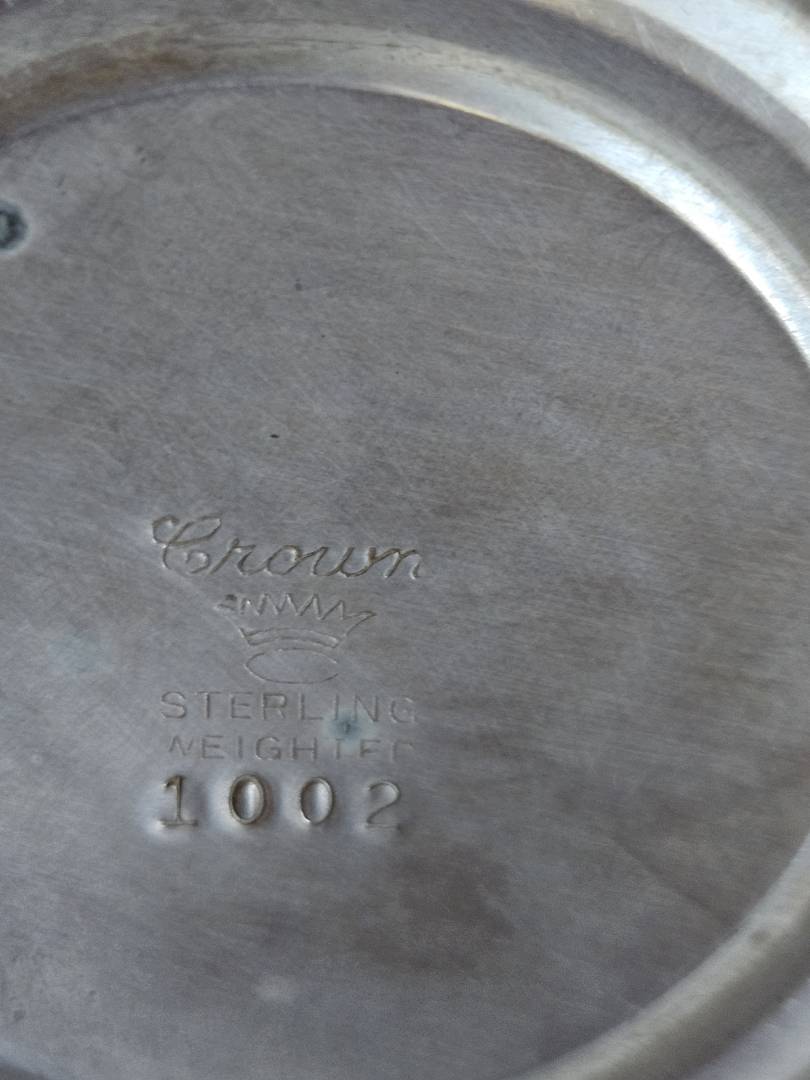 Crown
STERLING
WEIGHTED
1002